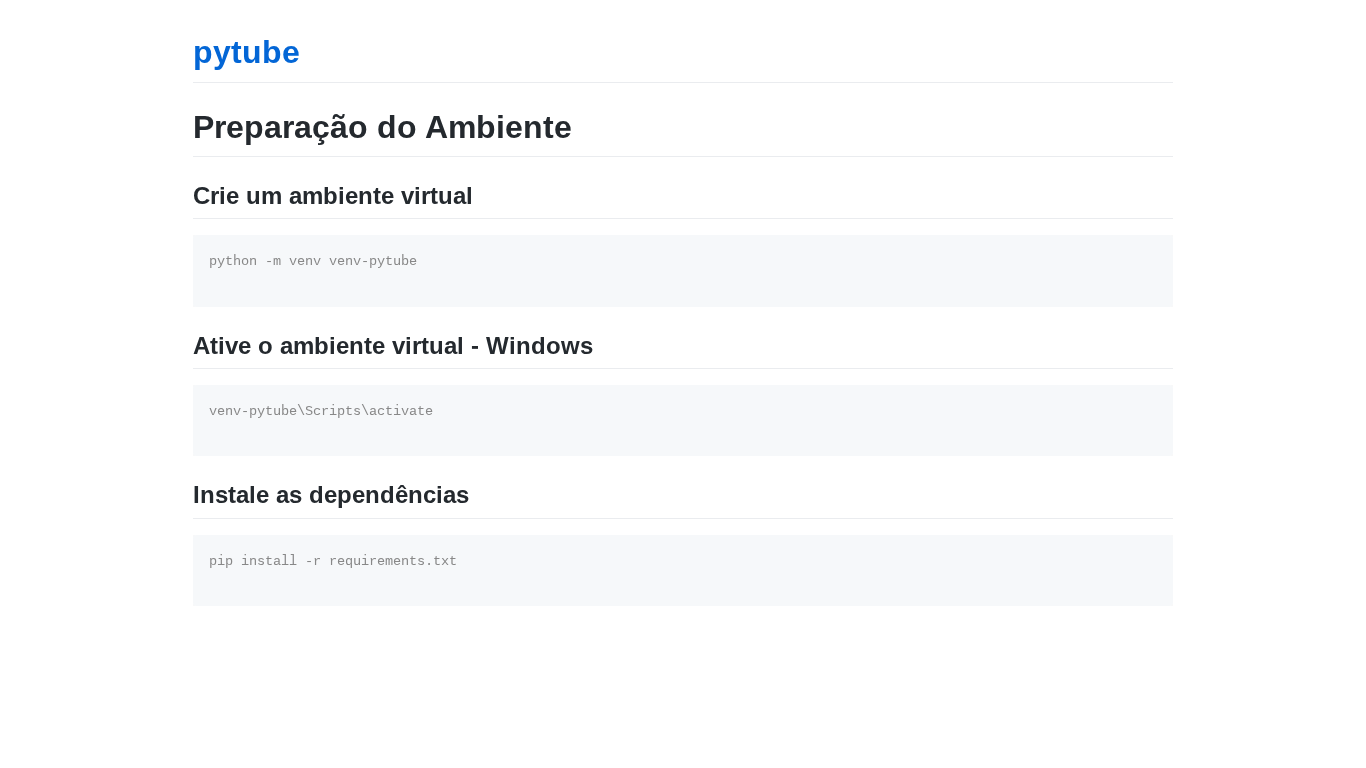 pytube
Preparação do Ambiente
Crie um ambiente virtual
python -m venv venv-pytube
Ative o ambiente virtual - Windows
venv-pytube\Scripts\activate
Instale as dependências
pip install -r requirements.txt